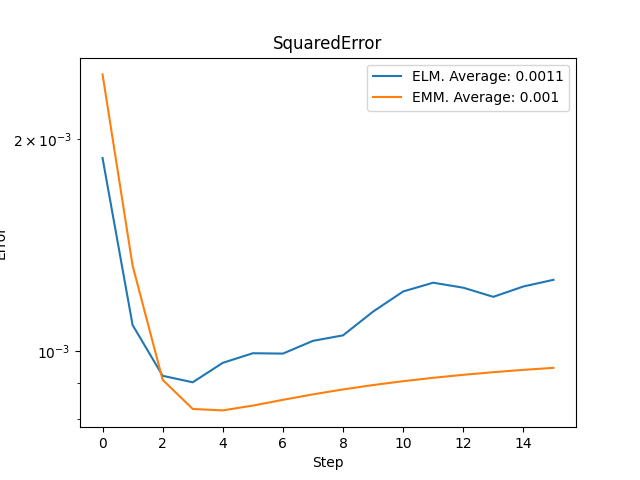 SquaredError
ELM. Average: 0.0011
EMM. Average: 0.001
2 × 10⁻³
10⁻³
Error
0 2 4 6 8 10 12 14
Step